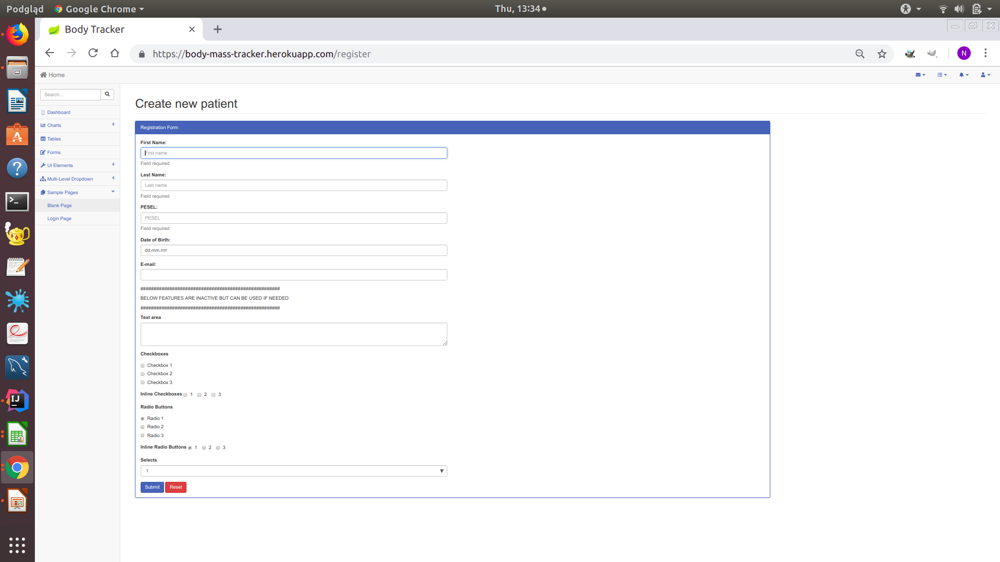 Podgląd Google Chrome Thu, 13:34
Body Tracker
https://body-mass-tracker.herokuapp.com/register N
Home
Search...
Dashboard
Charts
Tables
Forms
UI Elements
Multi-Level Dropdown
Sample Pages
Blank Page
Login Page
Create new patient
Registration Form
First Name:
First name
Field required
Last Name:
Last name
Field required
PESEL:
PESEL
Field required
Date of Birth:
dd.mm.rrrr
E-mail:
######################################################
BELOW FEATURES ARE INACTIVE BUT CAN BE USED IF NEEDED
######################################################
Text area
Checkboxes
Checkbox 1
Checkbox 2
Checkbox 3
Inline Checkboxes 1 2 3
Radio Buttons
Radio 1
Radio 2
Radio 3
Inline Radio Buttons 1 2 3
Selects
1
Submit Reset
IJ